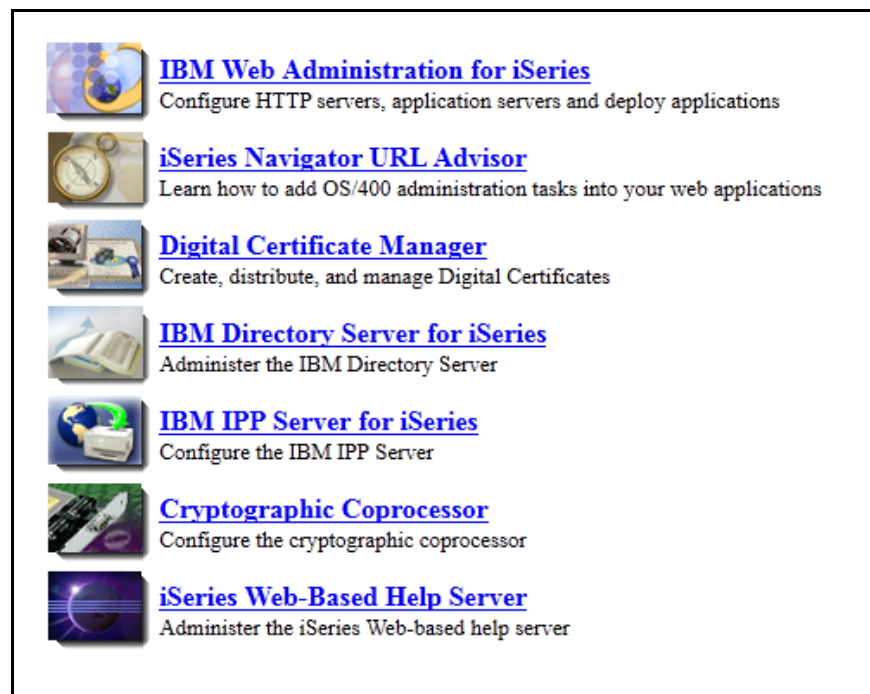 IBM Web Administration for iSeries
Configure HTTP servers, application servers and deploy applications
iSeries Navigator URL Advisor
Learn how to add OS/400 administration tasks into your web applications
Digital Certificate Manager
Create, distribute, and manage Digital Certificates
IBM Directory Server for iSeries
Administer the IBM Directory Server
IBM IPP Server for iSeries
Configure the IBM IPP Server
Cryptographic Coprocessor
Configure the cryptographic coprocessor
iSeries Web-Based Help Server
Administer the iSeries Web-based help server